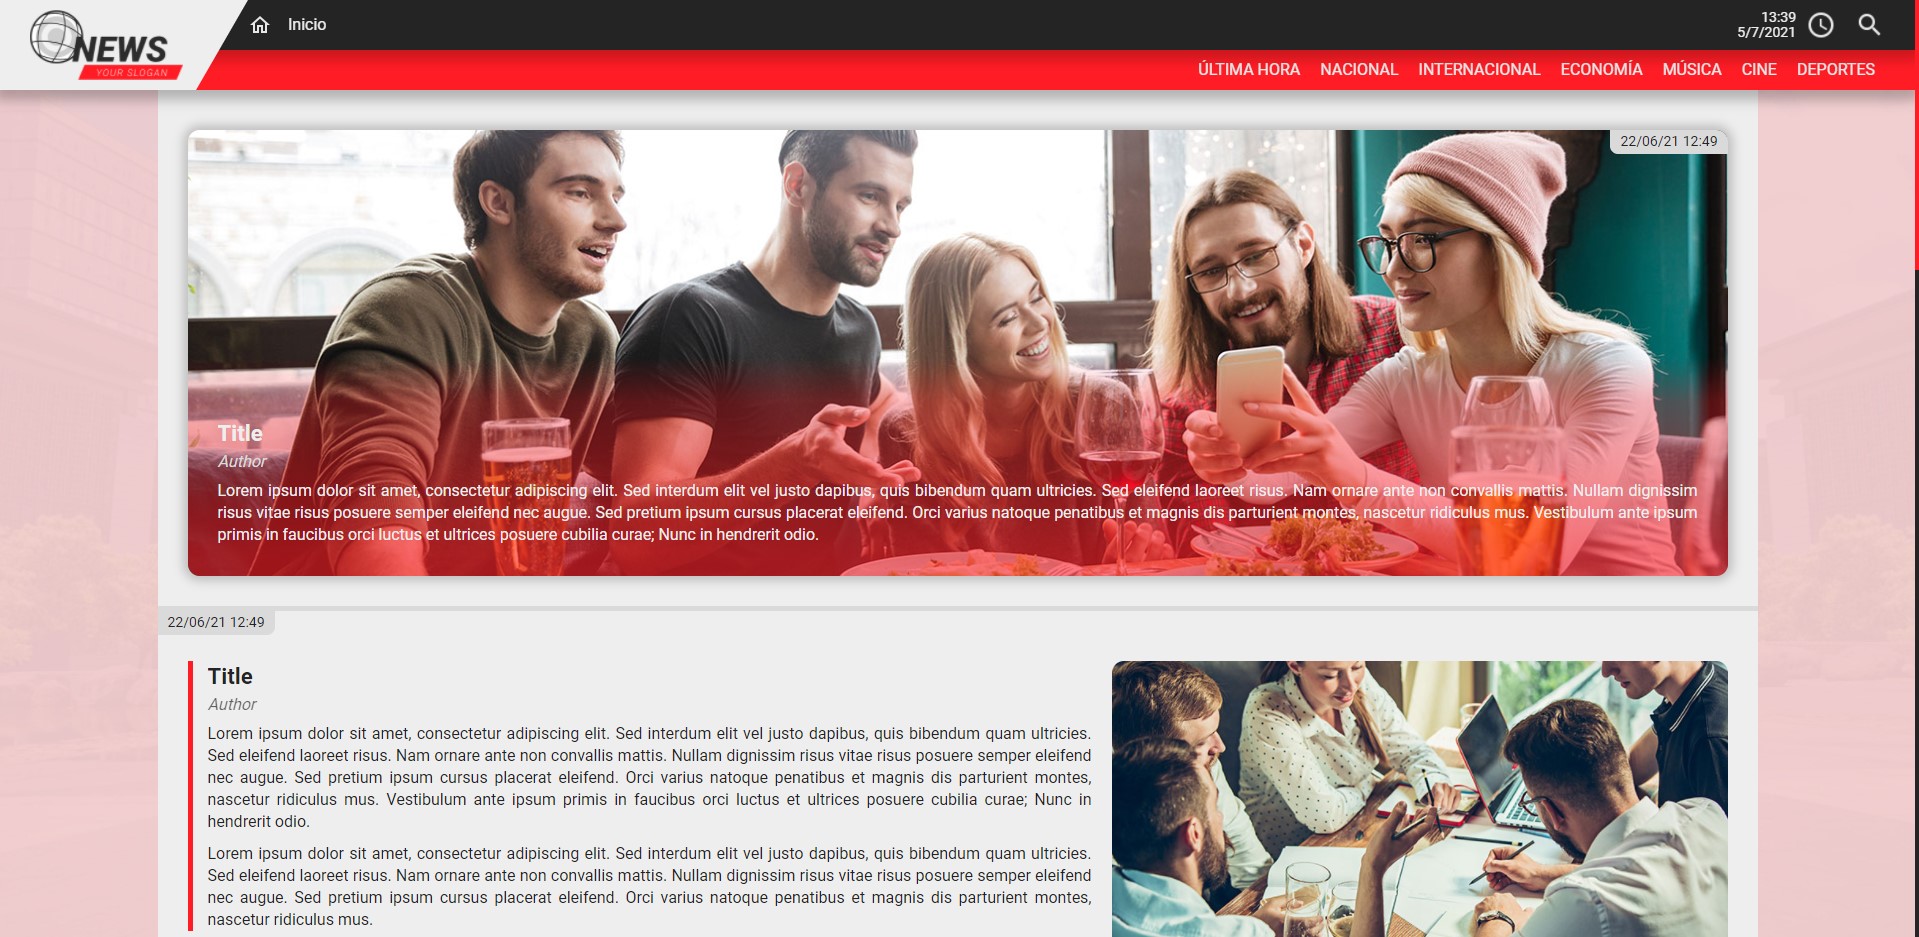 NEWS
YOUR SLOGAN
Inicio
13:39
5/7/2021
ÚLTIMA HORA NACIONAL INTERNACIONAL ECONOMÍA MÚSICA CINE DEPORTES
22/06/21 12:49
Title
Author
Lorem ipsum dolor sit amet, consectetur adipiscing elit. Sed interdum elit vel justo dapibus, quis bibendum quam ultricies. Sed eleifend laoreet risus. Nam ornare ante non convallis mattis. Nullam dignissim
risus vitae risus posuere semper eleifend nec augue. Sed pretium ipsum cursus placerat eleifend. Orci varius natoque penatibus et magnis dis parturient montes, nascetur ridiculus mus. Vestibulum ante ipsum
primis in faucibus orci luctus et ultrices posuere cubilia curae; Nunc in hendrerit odio.
22/06/21 12:49
Title
Author
Lorem ipsum dolor sit amet, consectetur adipiscing elit. Sed interdum elit vel justo dapibus, quis bibendum quam ultricies.
Sed eleifend laoreet risus. Nam ornare ante non convallis mattis. Nullam dignissim risus vitae risus posuere semper eleifend
nec augue. Sed pretium ipsum cursus placerat eleifend. Orci varius natoque penatibus et magnis dis parturient montes,
nascetur ridiculus mus. Vestibulum ante ipsum primis in faucibus orci luctus et ultrices posuere cubilia curae; Nunc in
hendrerit odio.
Lorem ipsum dolor sit amet, consectetur adipiscing elit. Sed interdum elit vel justo dapibus, quis bibendum quam ultricies.
Sed eleifend laoreet risus. Nam ornare ante non convallis mattis. Nullam dignissim risus vitae risus posuere semper eleifend
nec augue. Sed pretium ipsum cursus placerat eleifend. Orci varius natoque penatibus et magnis dis parturient montes,
nascetur ridiculus mus.